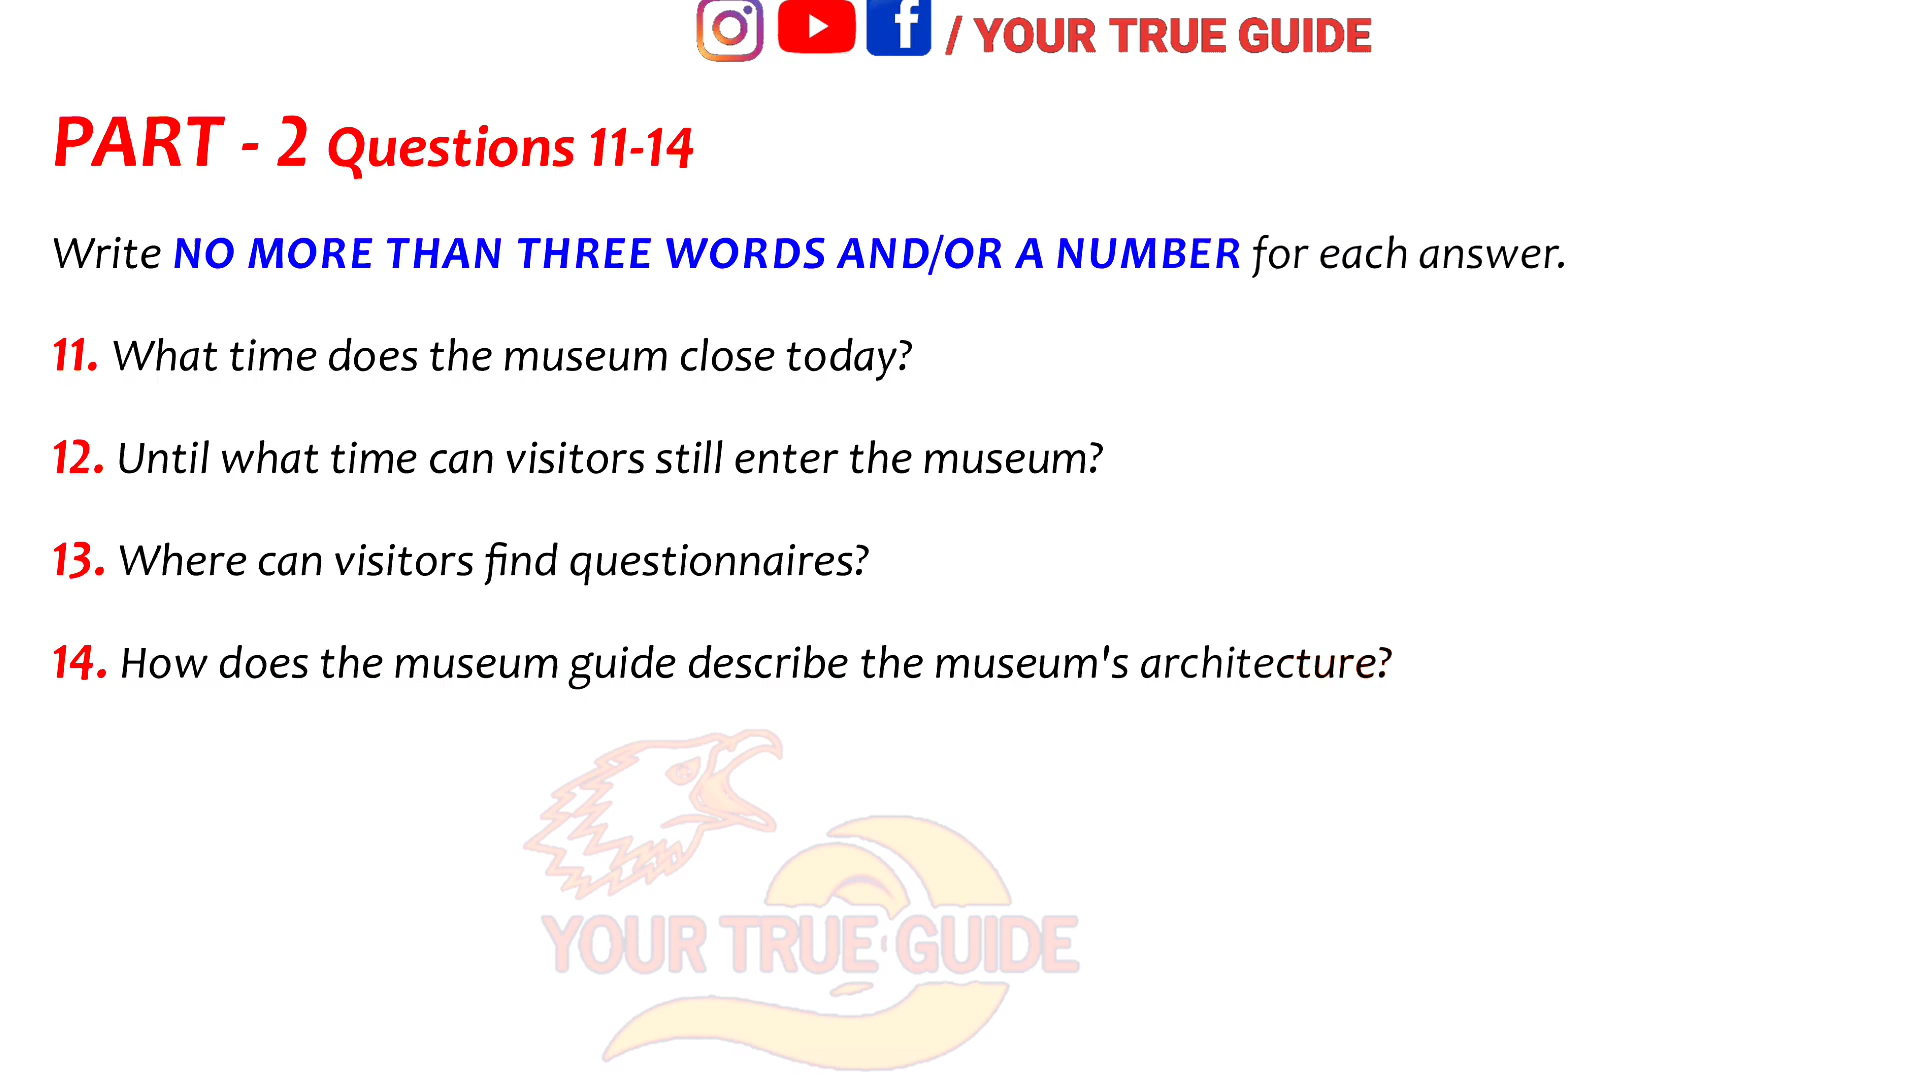 / YOUR TRUE GUIDE
PART - 2 Questions 11-14
Write NO MORE THAN THREE WORDS AND/OR A NUMBER for each answer.
11. What time does the museum close today?
12. Until what time can visitors still enter the museum?
13. Where can visitors find questionnaires?
14. How does the museum guide describe the museum's architecture?
YOUR TRUE GUIDE